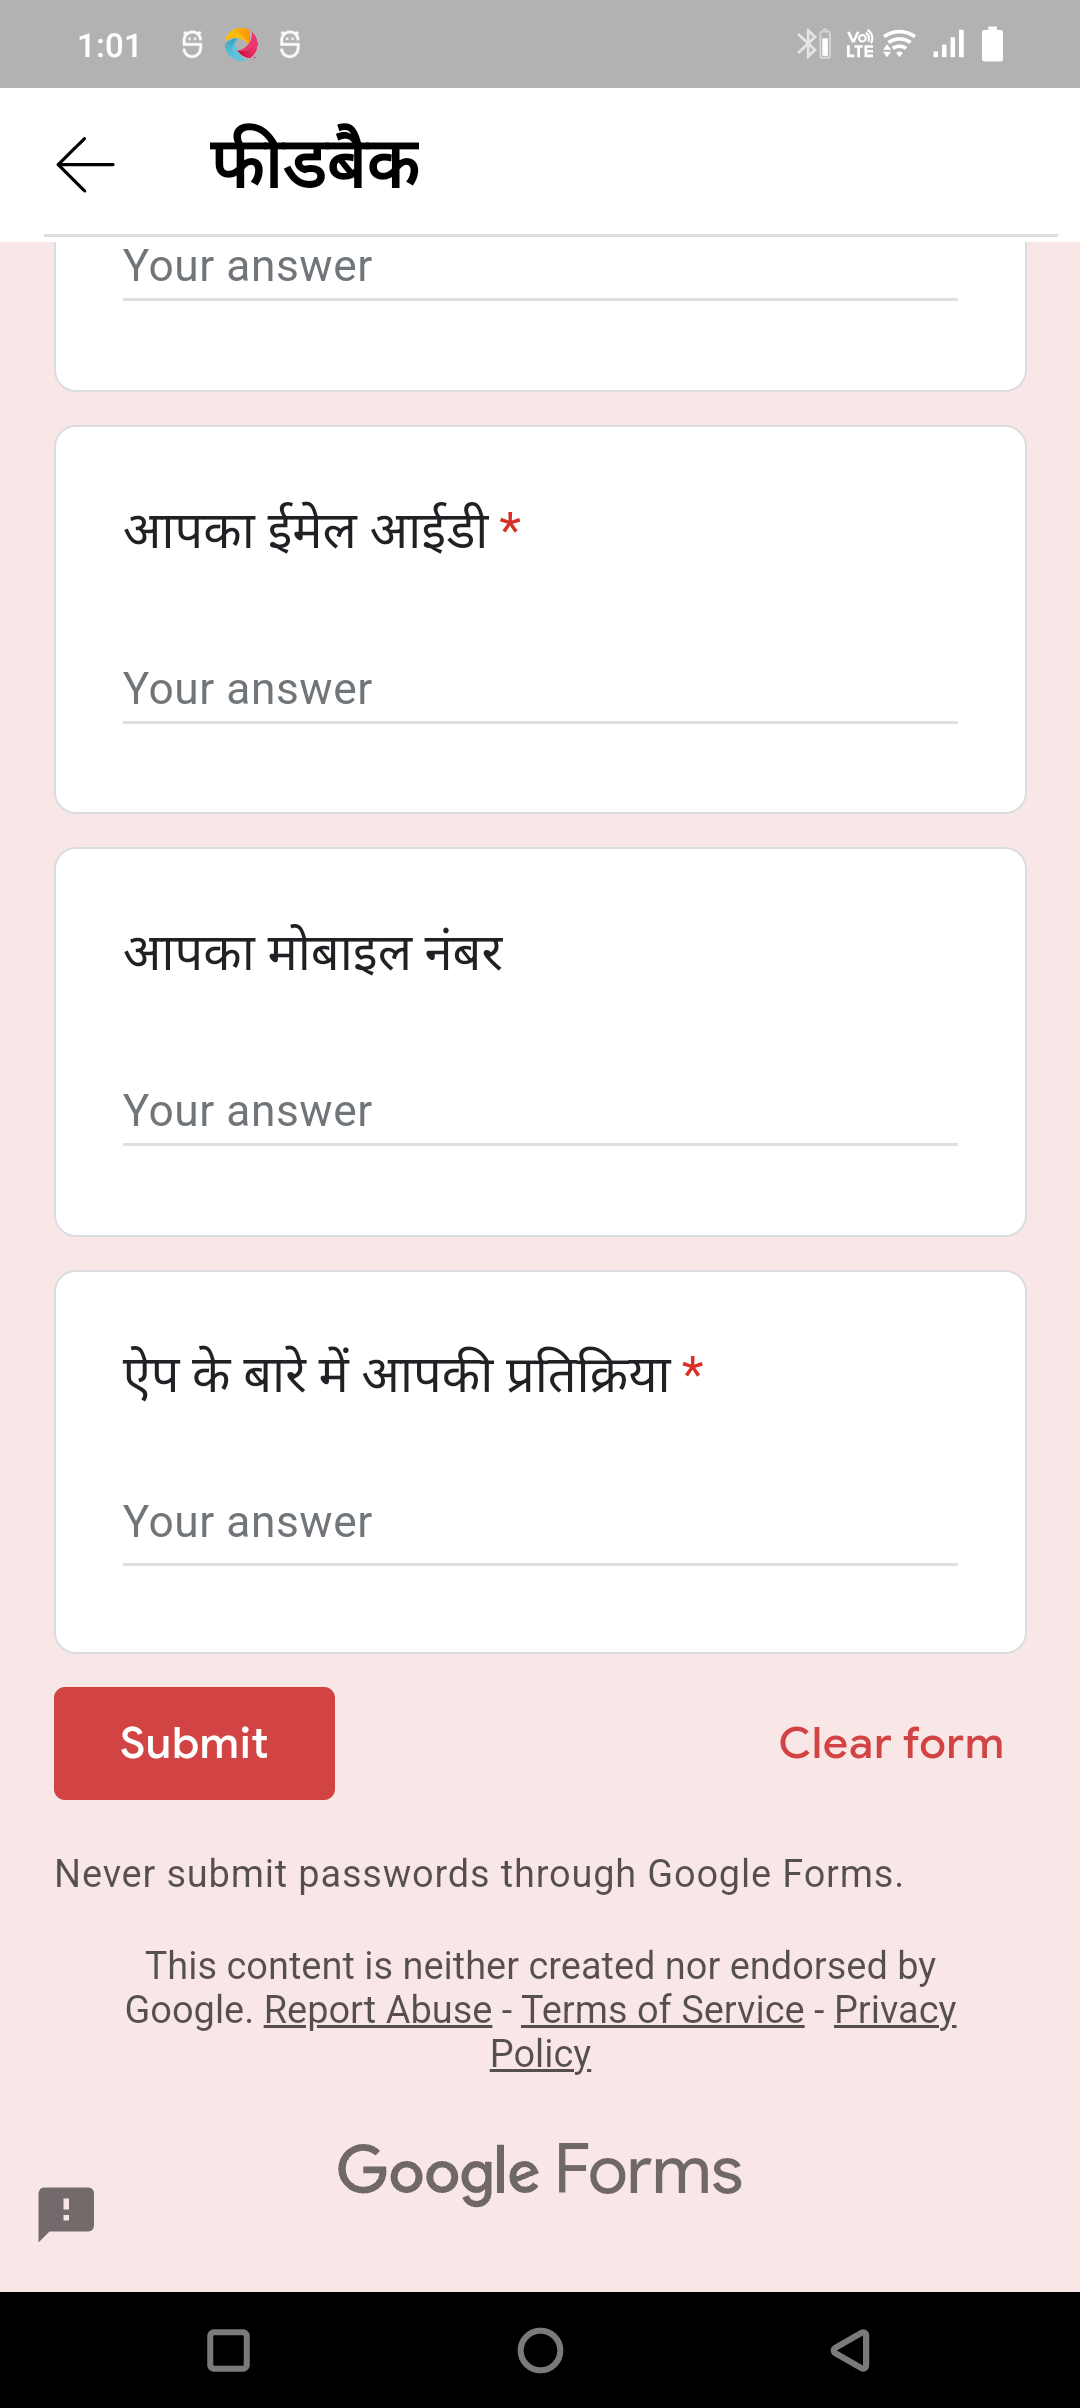 1:01
Vo) LTE
फीडबैक
Your answer
आपका ईमेल आईडी *
Your answer
आपका मोबाइल नंबर
Your answer
ऐप के बारे में आपकी प्रतिक्रिया *
Your answer
Submit
Clear form
Never submit passwords through Google Forms.
This content is neither created nor endorsed by
Google. Report Abuse - Terms of Service - Privacy
Policy
Google Forms